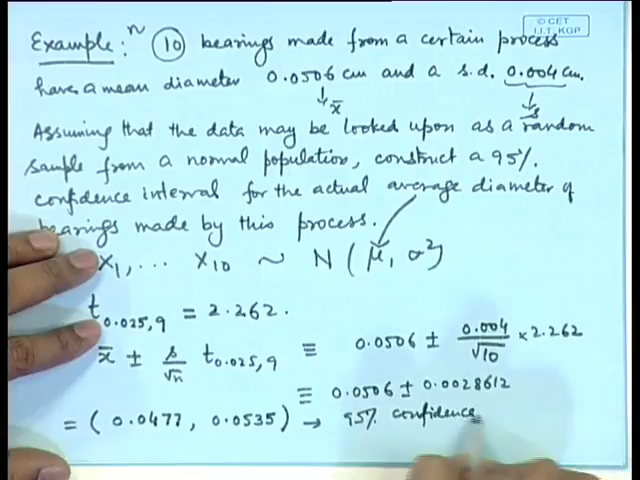 © CET
I.I.T. KGP
Example: n 10 bearings made from a certain process
have a mean diameter 0.0506 cm and a s.d. 0.004 cm.
x̄ s
Assuming that the data may be looked upon as a random
sample from a normal population, construct a 95%
confidence interval for the actual average diameter of
bearings made by this process.
X₁, ... X₁₀ ~ N(μ, σ²)
t₀.₀₂₅,₉ = 2.262.
x̄ ± s/√n t₀.₀₂₅,₉ ≡ 0.0506 ± 0.004/√10 × 2.262
≡ 0.0506 ± 0.0028612
= (0.0477, 0.0535) → 95% confidence